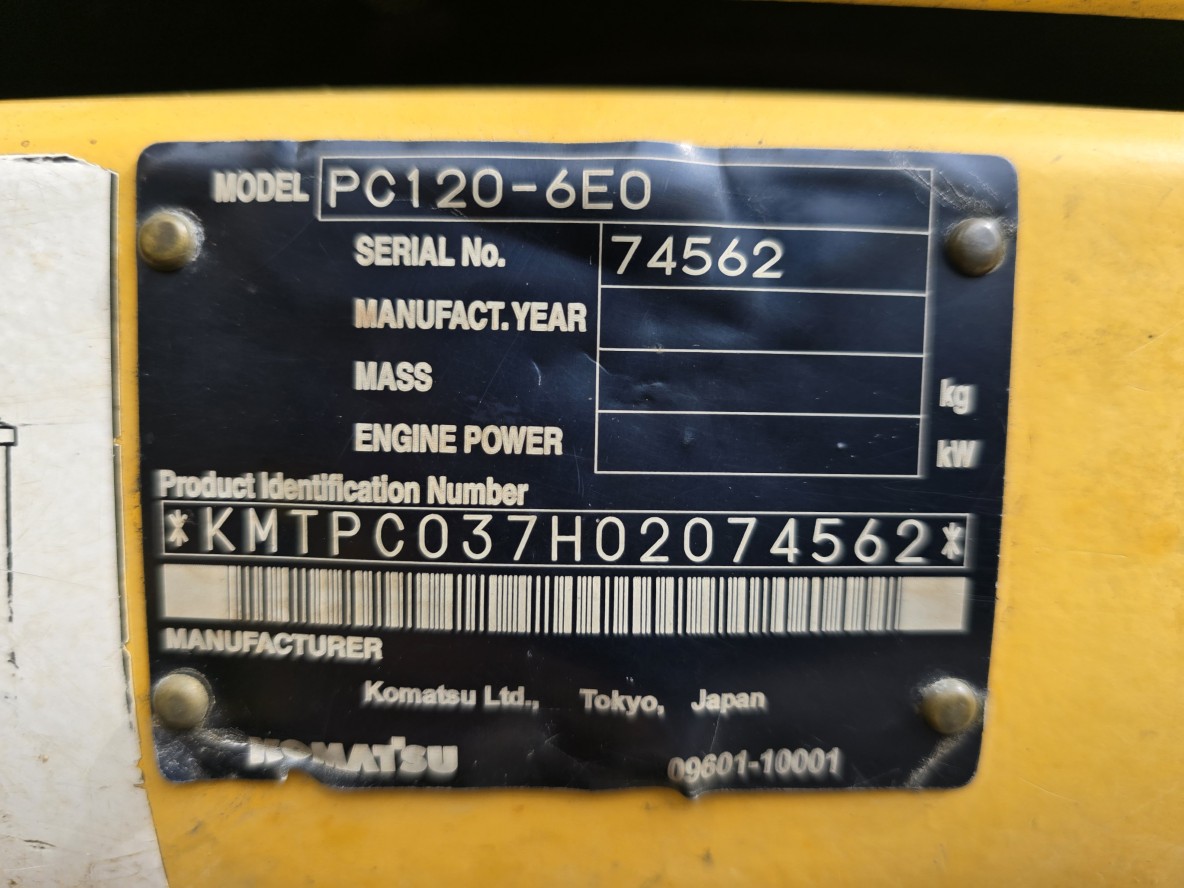 MODEL PC120-6E0
SERIAL No. 74562
MANUFACT. YEAR
MASS kg
ENGINE POWER kW
Product Identification Number
*KMTPC037H02074562*
MANUFACTURER
Komatsu Ltd., Tokyo, Japan
KOMATSU 09601-10001